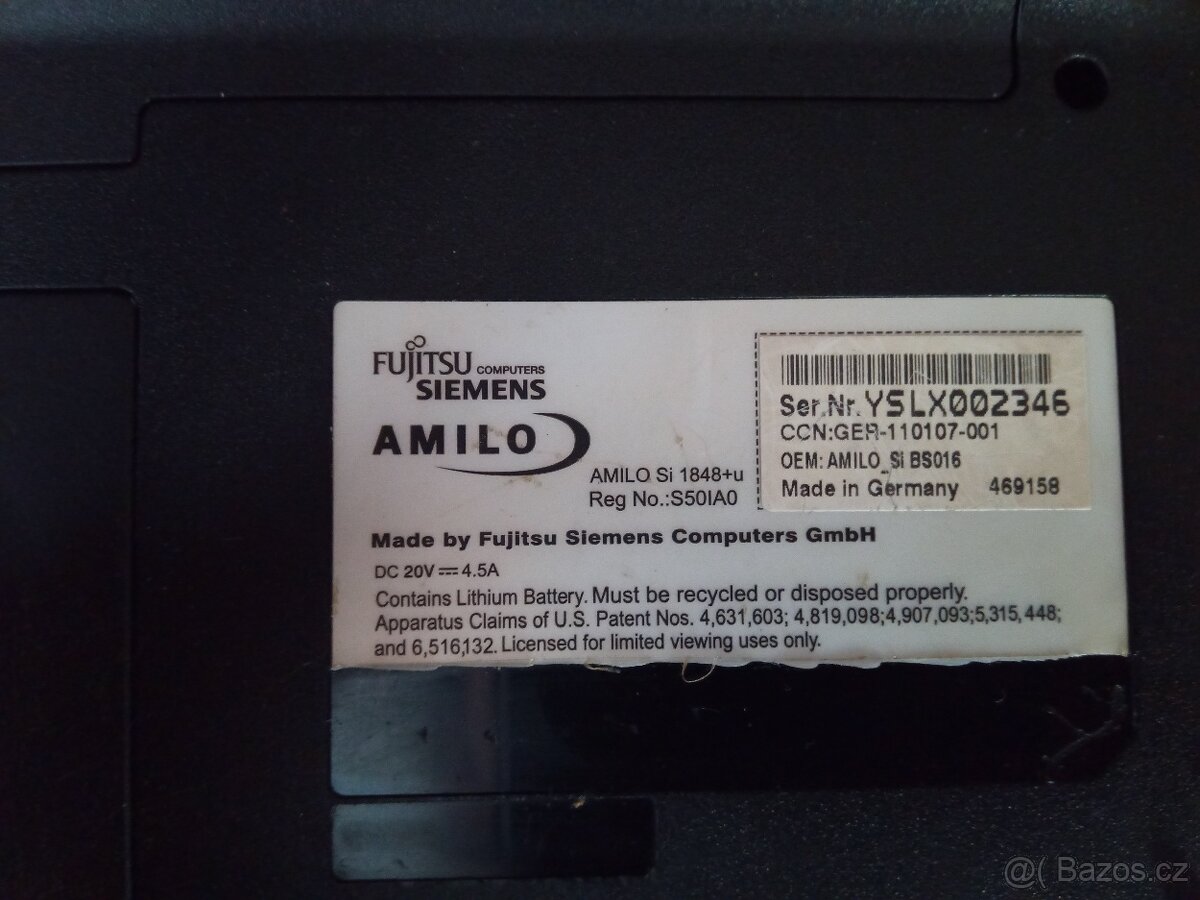 FUJITSU COMPUTERS
SIEMENS
AMILO
AMILO Si 1848+u
Reg No.:S50IA0
Ser.Nr.YSLX002346
CCN:GER-110107-001
OEM: AMILO_Si BS016
Made in Germany 469158
Made by Fujitsu Siemens Computers GmbH
DC 20V ⎓ 4.5A
Contains Lithium Battery. Must be recycled or disposed properly.
Apparatus Claims of U.S. Patent Nos. 4,631,603; 4,819,098;4,907,093;5,315,448;
and 6,516,132. Licensed for limited viewing uses only.
@( Bazos.cz